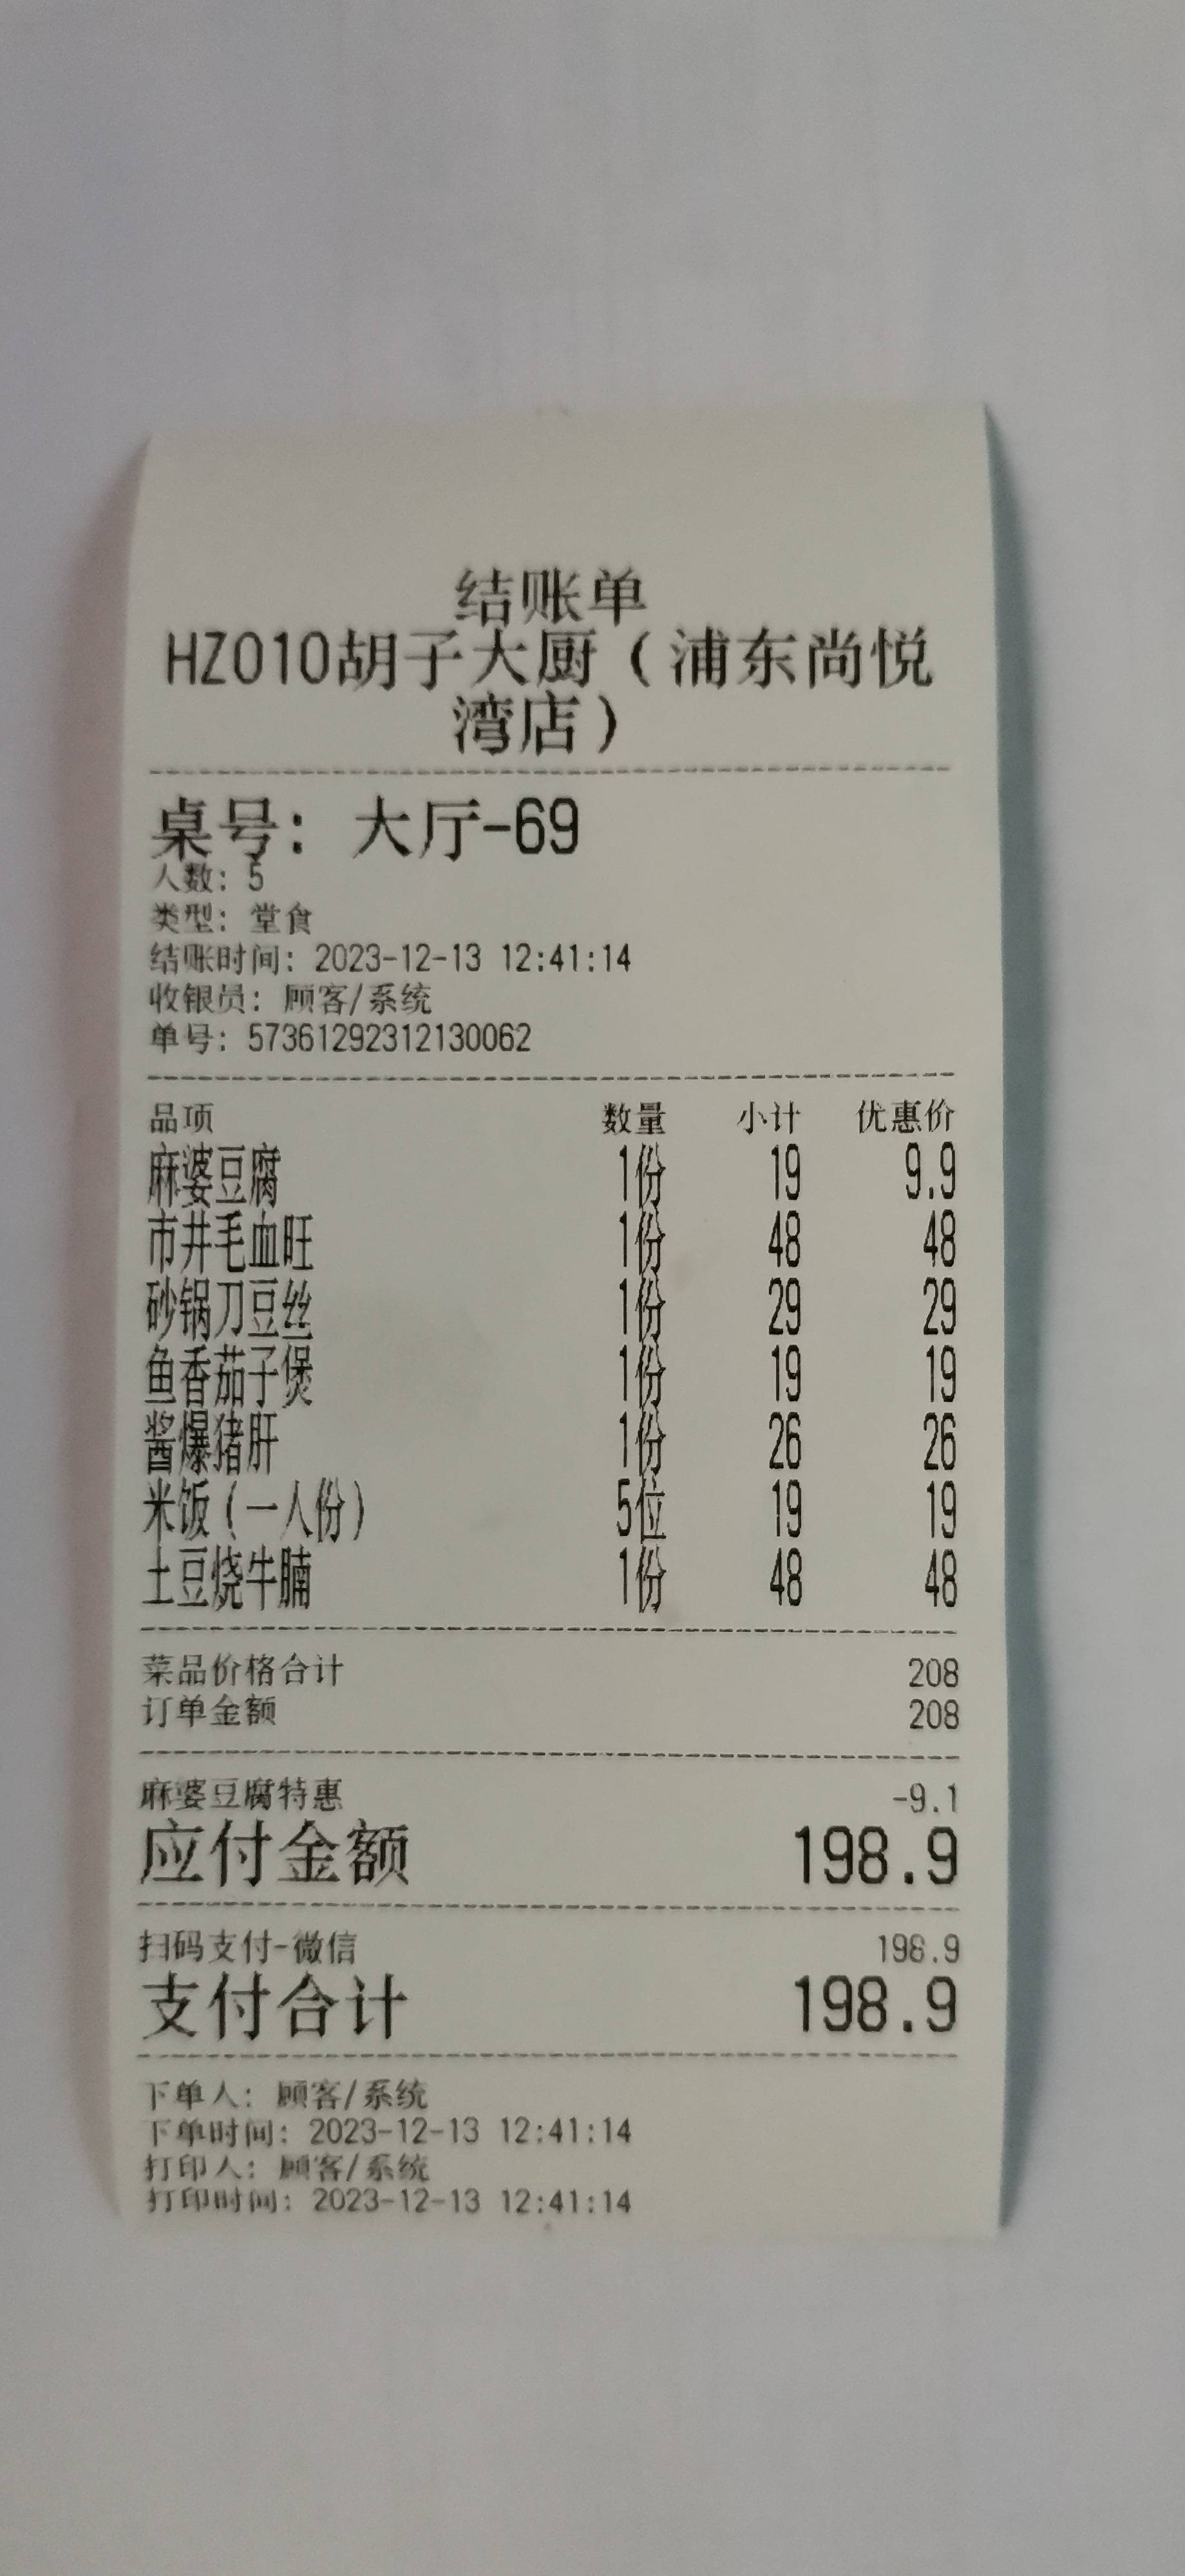 结账单
HZ010胡子大厨（浦东尚悦
湾店）
桌号：大厅-69
人数：5
类型：堂食
结账时间：2023-12-13 12:41:14
收银员：顾客/系统
单号：57361292312130062
品项 数量 小计 优惠价
麻婆豆腐 1份 19 9.9
市井毛血旺 1份 48 48
砂锅刀豆丝 1份 29 29
鱼香茄子煲 1份 19 19
酱爆猪肝 1份 26 26
米饭（一人份） 5位 19 19
土豆烧牛腩 1份 48 48
菜品价格合计 208
订单金额 208
麻婆豆腐特惠 -9.1
应付金额 198.9
扫码支付-微信 198.9
支付合计 198.9
下单人：顾客/系统
下单时间：2023-12-13 12:41:14
打印人：顾客/系统
打印时间：2023-12-13 12:41:14